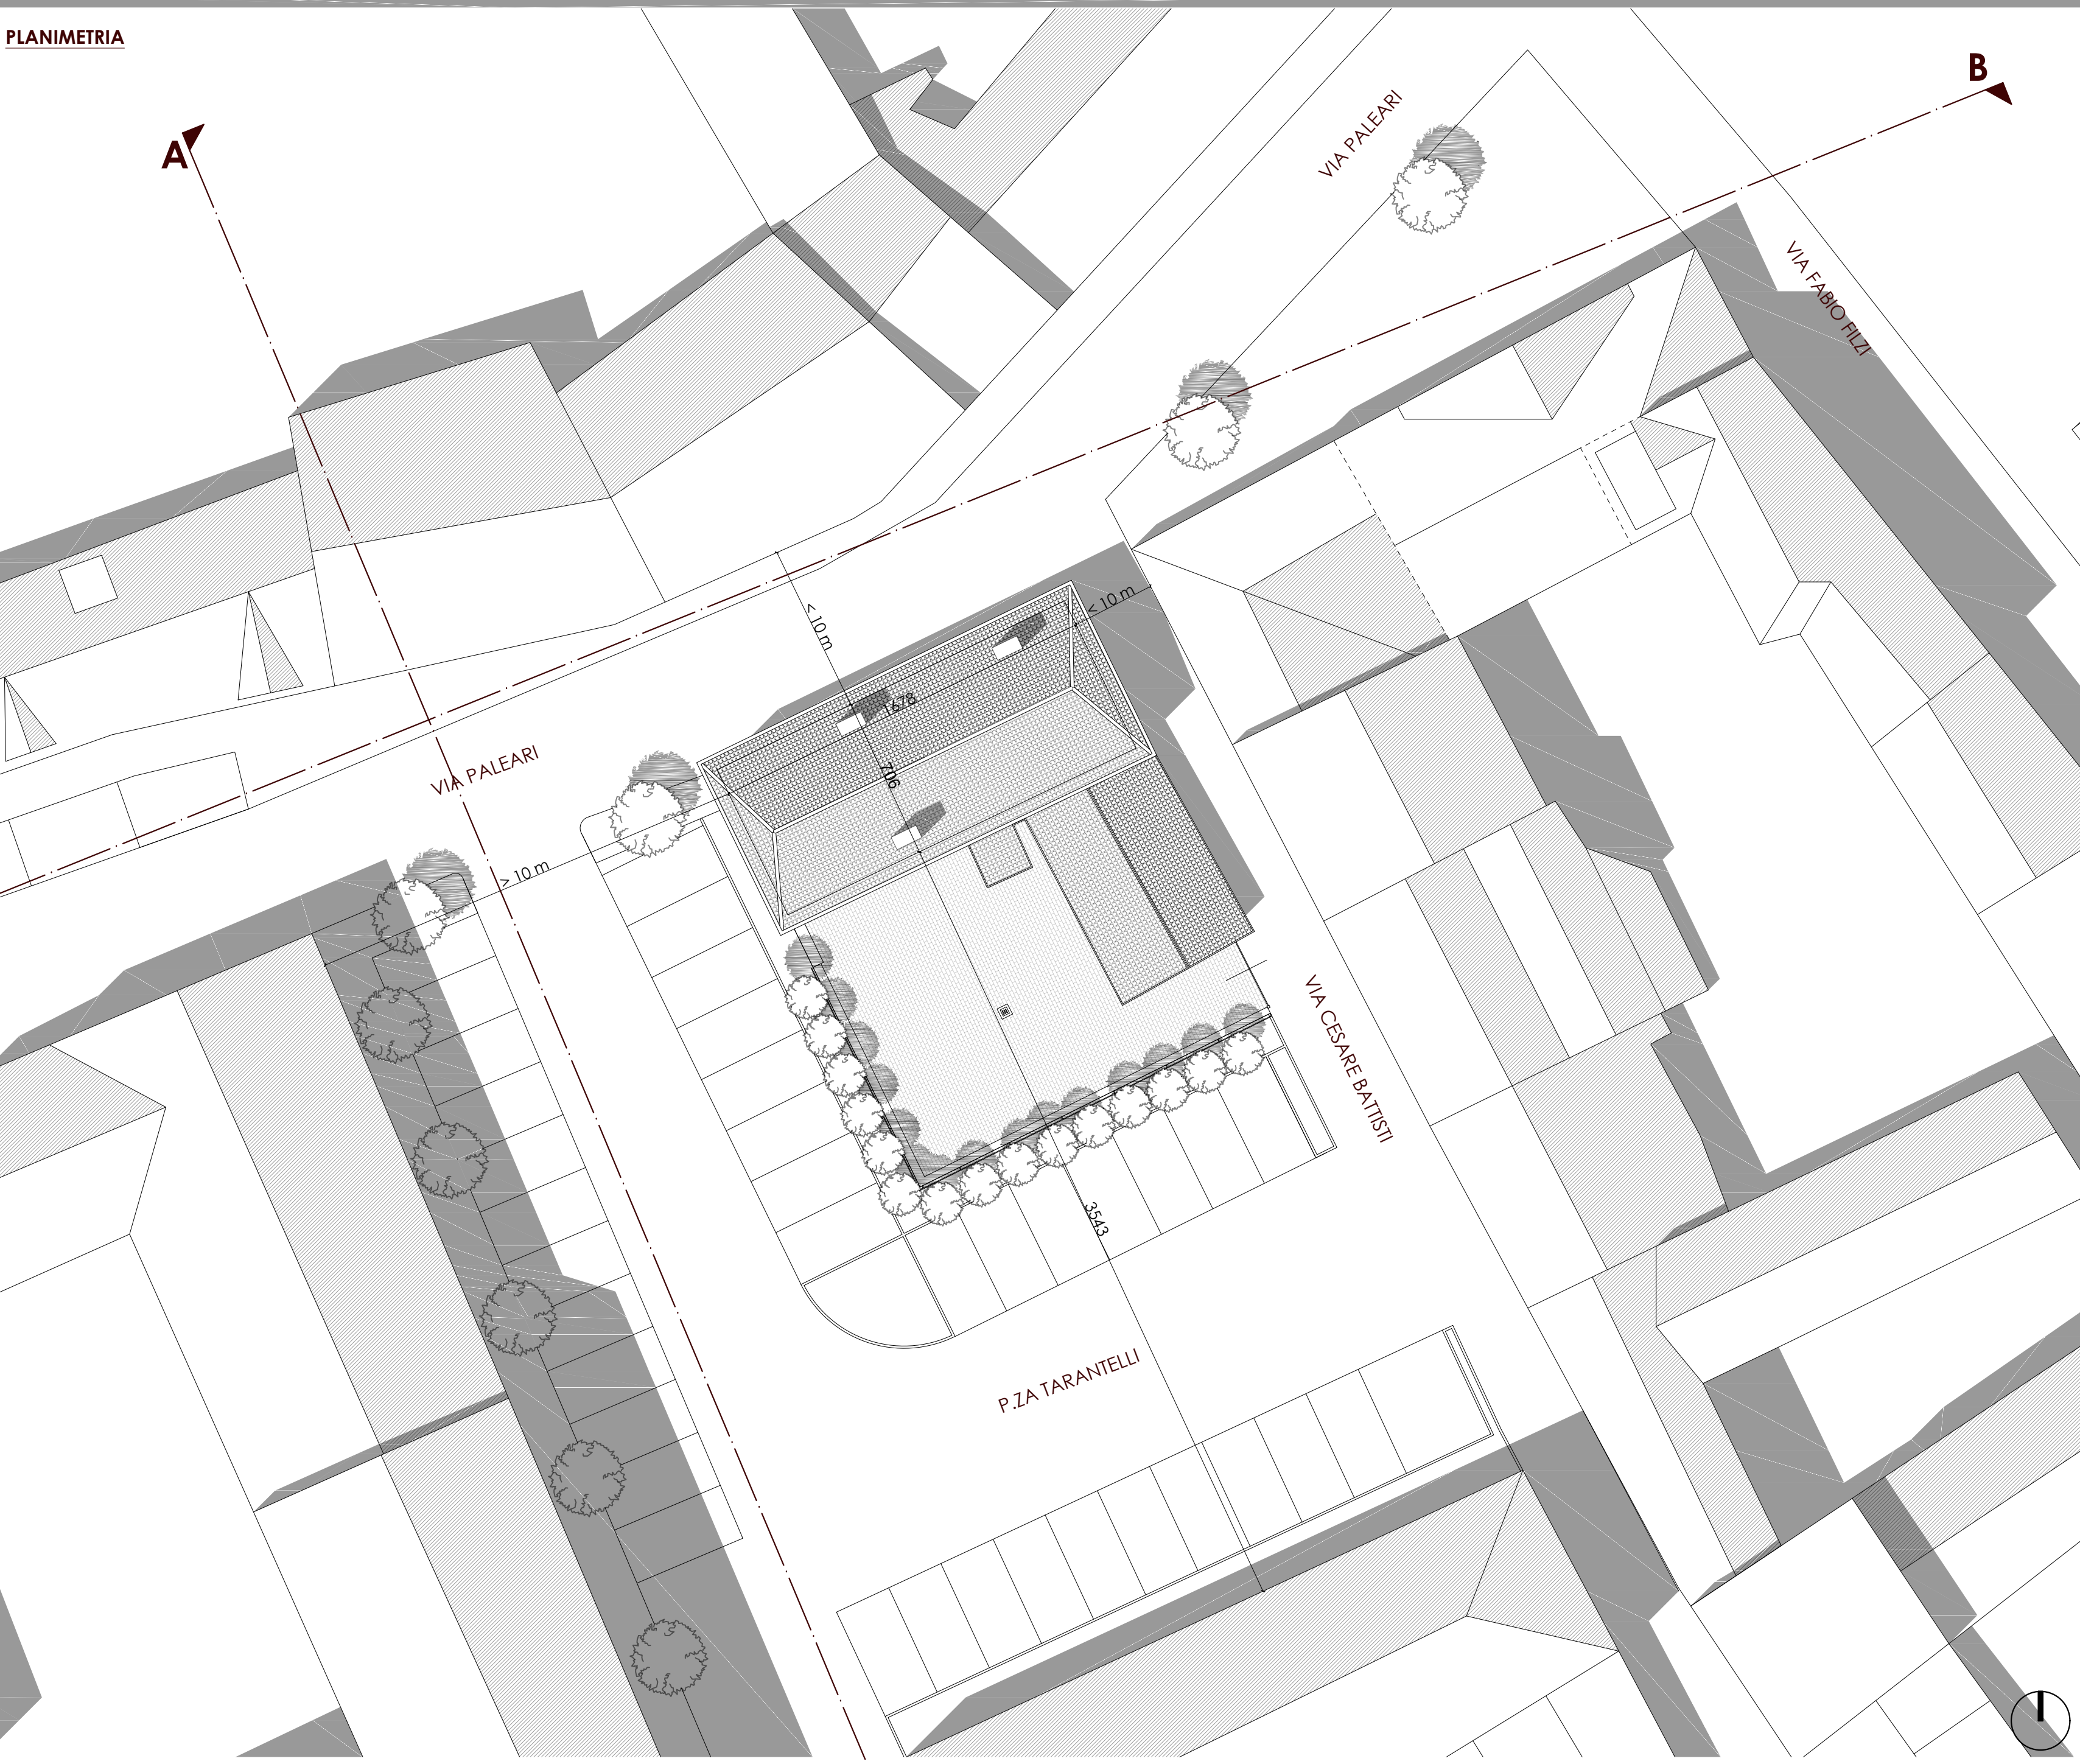 PLANIMETRIA
B
VIA PALEARI
A
VIA FABIO FILZI
< 10 m
< 10 m
1678
VIA PALEARI
706
> 10 m
VIA CESARE BATTISTI
3543
P.ZA TARANTELLI